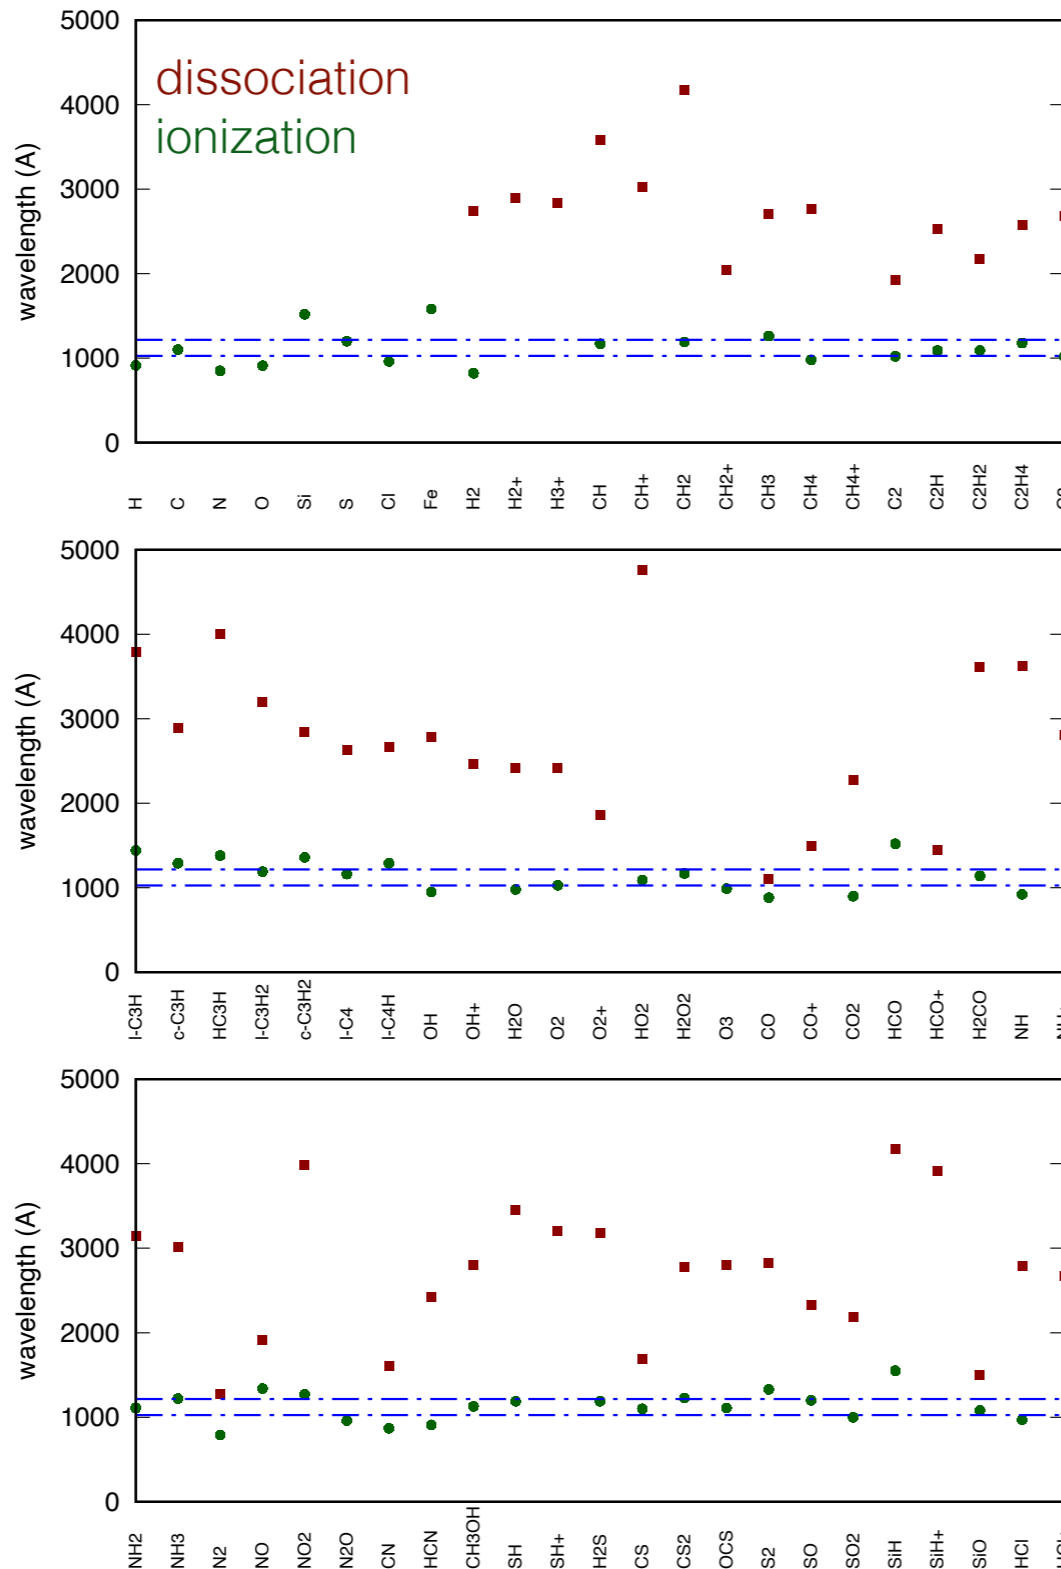 dissociation
ionization
wavelength (A)
5000
4000
3000
2000
1000
0
H C N O Si S Cl Fe H2 H2+ H3+ CH CH+ CH2 CH2+ CH3 CH4 CH4+ C2 C2H C2H2 C2H4
wavelength (A)
5000
4000
3000
2000
1000
0
l-C3H c-C3H HC3H l-C3H2 c-C3H2 l-C4 l-C4H OH OH+ H2O O2 O2+ HO2 H2O2 O3 CO CO+ CO2 HCO HCO+ H2CO NH
wavelength (A)
5000
4000
3000
2000
1000
0
NH2 NH3 N2 NO NO2 N2O CN HCN CH3OH SH SH+ H2S CS CS2 OCS S2 SO SO2 SiH SiH+ SiO HCl